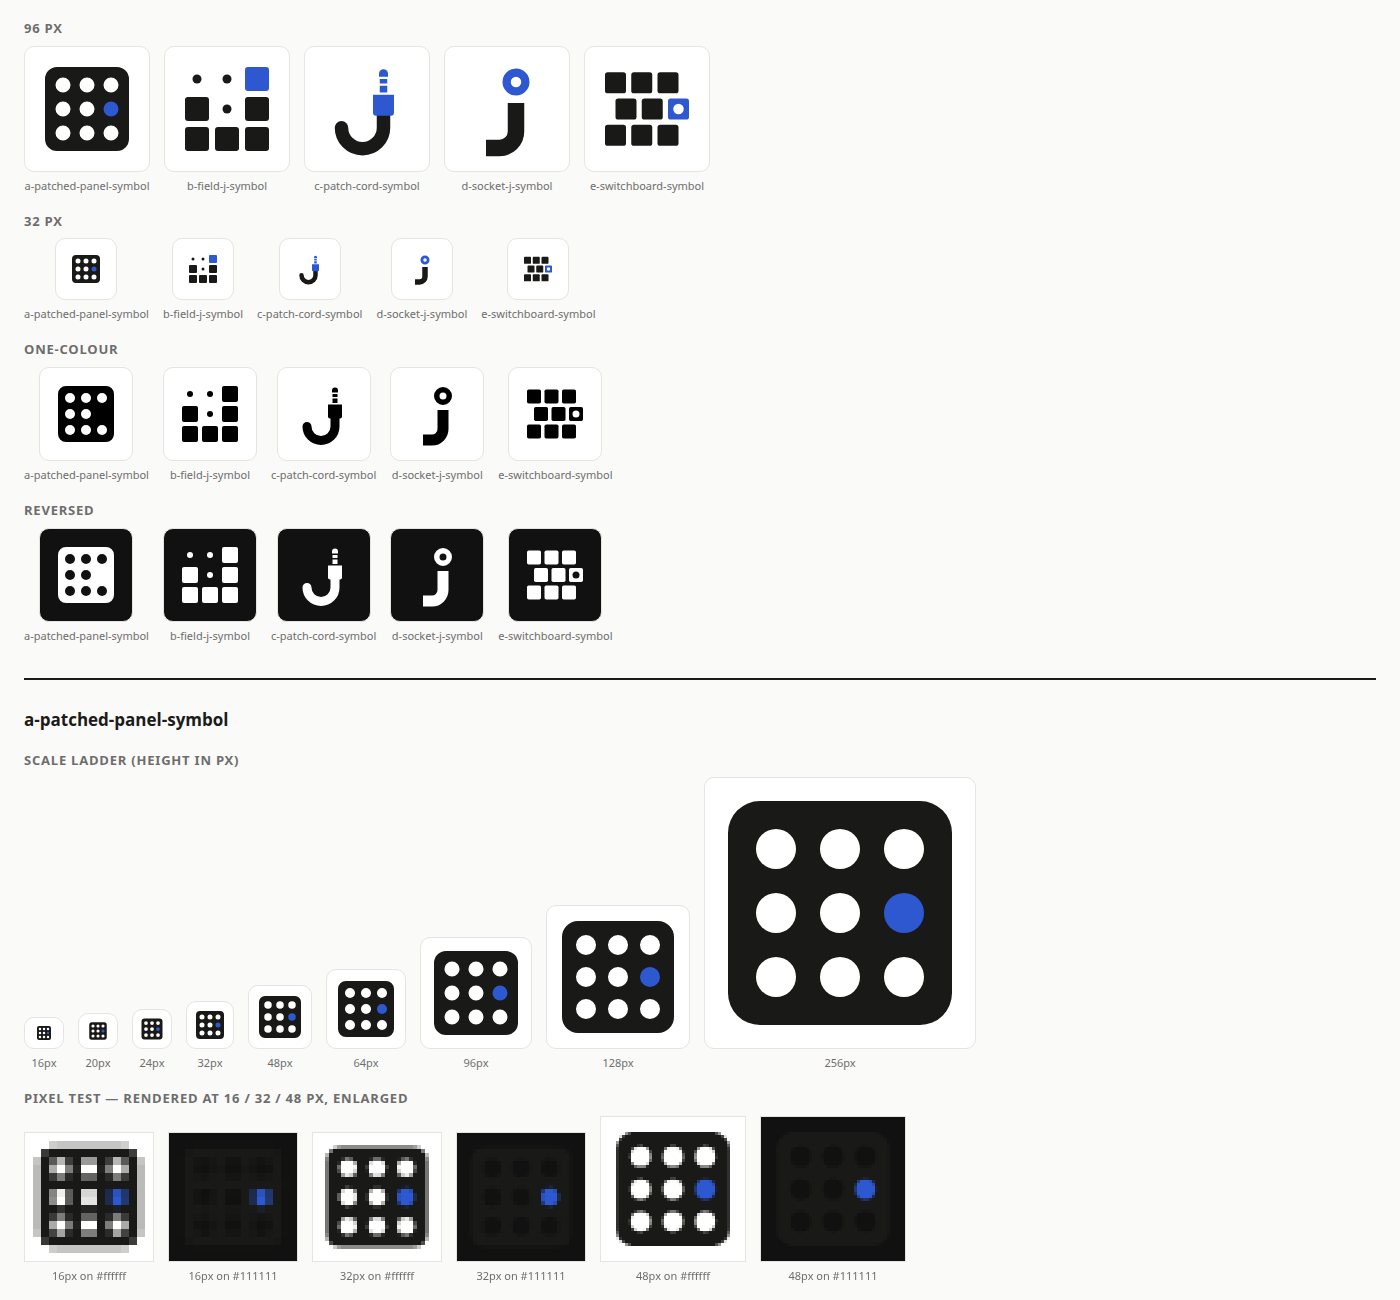 96 PX
a-patched-panel-symbol b-field-j-symbol c-patch-cord-symbol d-socket-j-symbol e-switchboard-symbol
32 PX
a-patched-panel-symbol b-field-j-symbol c-patch-cord-symbol d-socket-j-symbol e-switchboard-symbol
ONE-COLOUR
a-patched-panel-symbol b-field-j-symbol c-patch-cord-symbol d-socket-j-symbol e-switchboard-symbol
REVERSED
a-patched-panel-symbol b-field-j-symbol c-patch-cord-symbol d-socket-j-symbol e-switchboard-symbol
a-patched-panel-symbol
SCALE LADDER (HEIGHT IN PX)
16px 20px 24px 32px 48px 64px 96px 128px 256px
PIXEL TEST — RENDERED AT 16 / 32 / 48 PX, ENLARGED
16px on #ffffff 16px on #111111 32px on #ffffff 32px on #111111 48px on #ffffff 48px on #111111